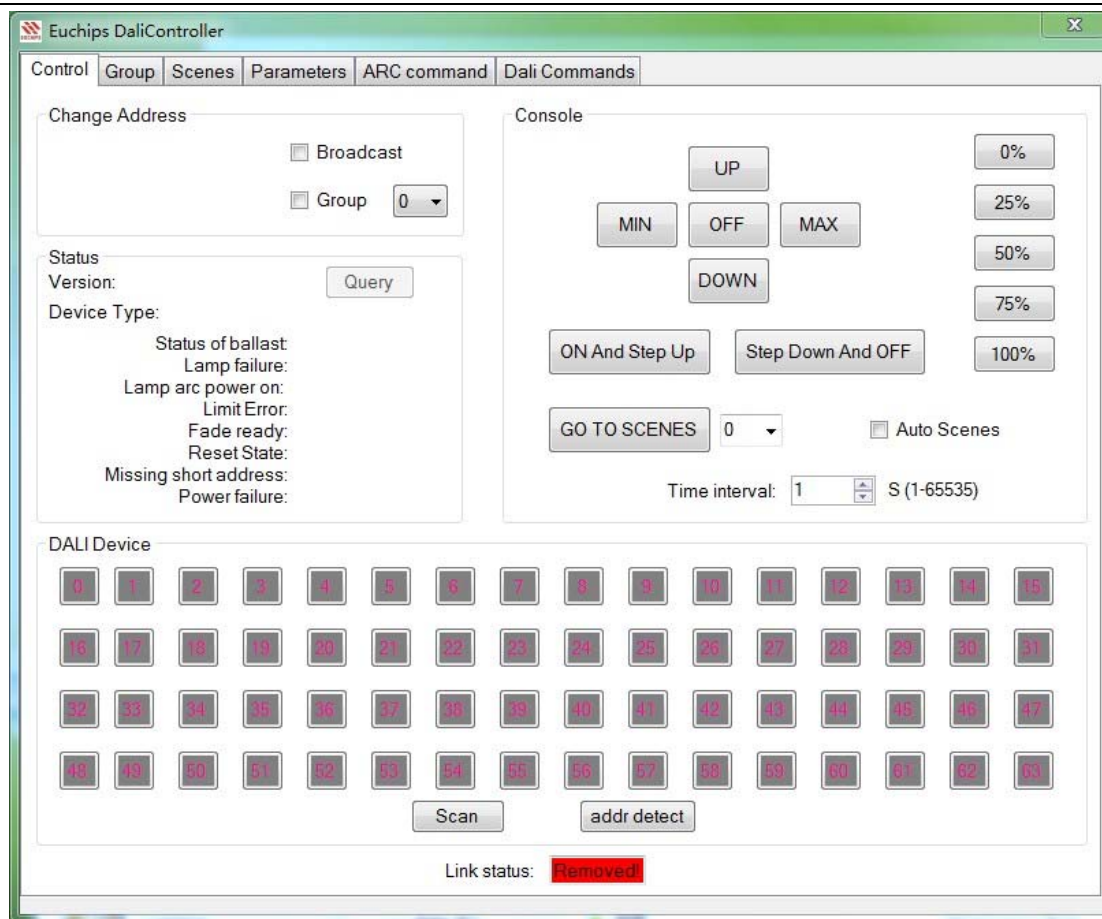 Euchips DaliController
Control Group Scenes Parameters ARC command Dali Commands
Change Address
Broadcast
Group 0
Status
Version: Query
Device Type:
Status of ballast:
Lamp failure:
Lamp arc power on:
Limit Error:
Fade ready:
Reset State:
Missing short address:
Power failure:
Console
UP
MIN OFF MAX
DOWN
ON And Step Up Step Down And OFF
0%
25%
50%
75%
100%
GO TO SCENES 0 Auto Scenes
Time interval: 1 S (1-65535)
DALI Device
0 1 2 3 4 5 6 7 8 9 10 11 12 13 14 15
16 17 18 19 20 21 22 23 24 25 26 27 28 29 30 31
32 33 34 35 36 37 38 39 40 41 42 43 44 45 46 47
48 49 50 51 52 53 54 55 56 57 58 59 60 61 62 63
Scan addr detect
Link status: Removed!